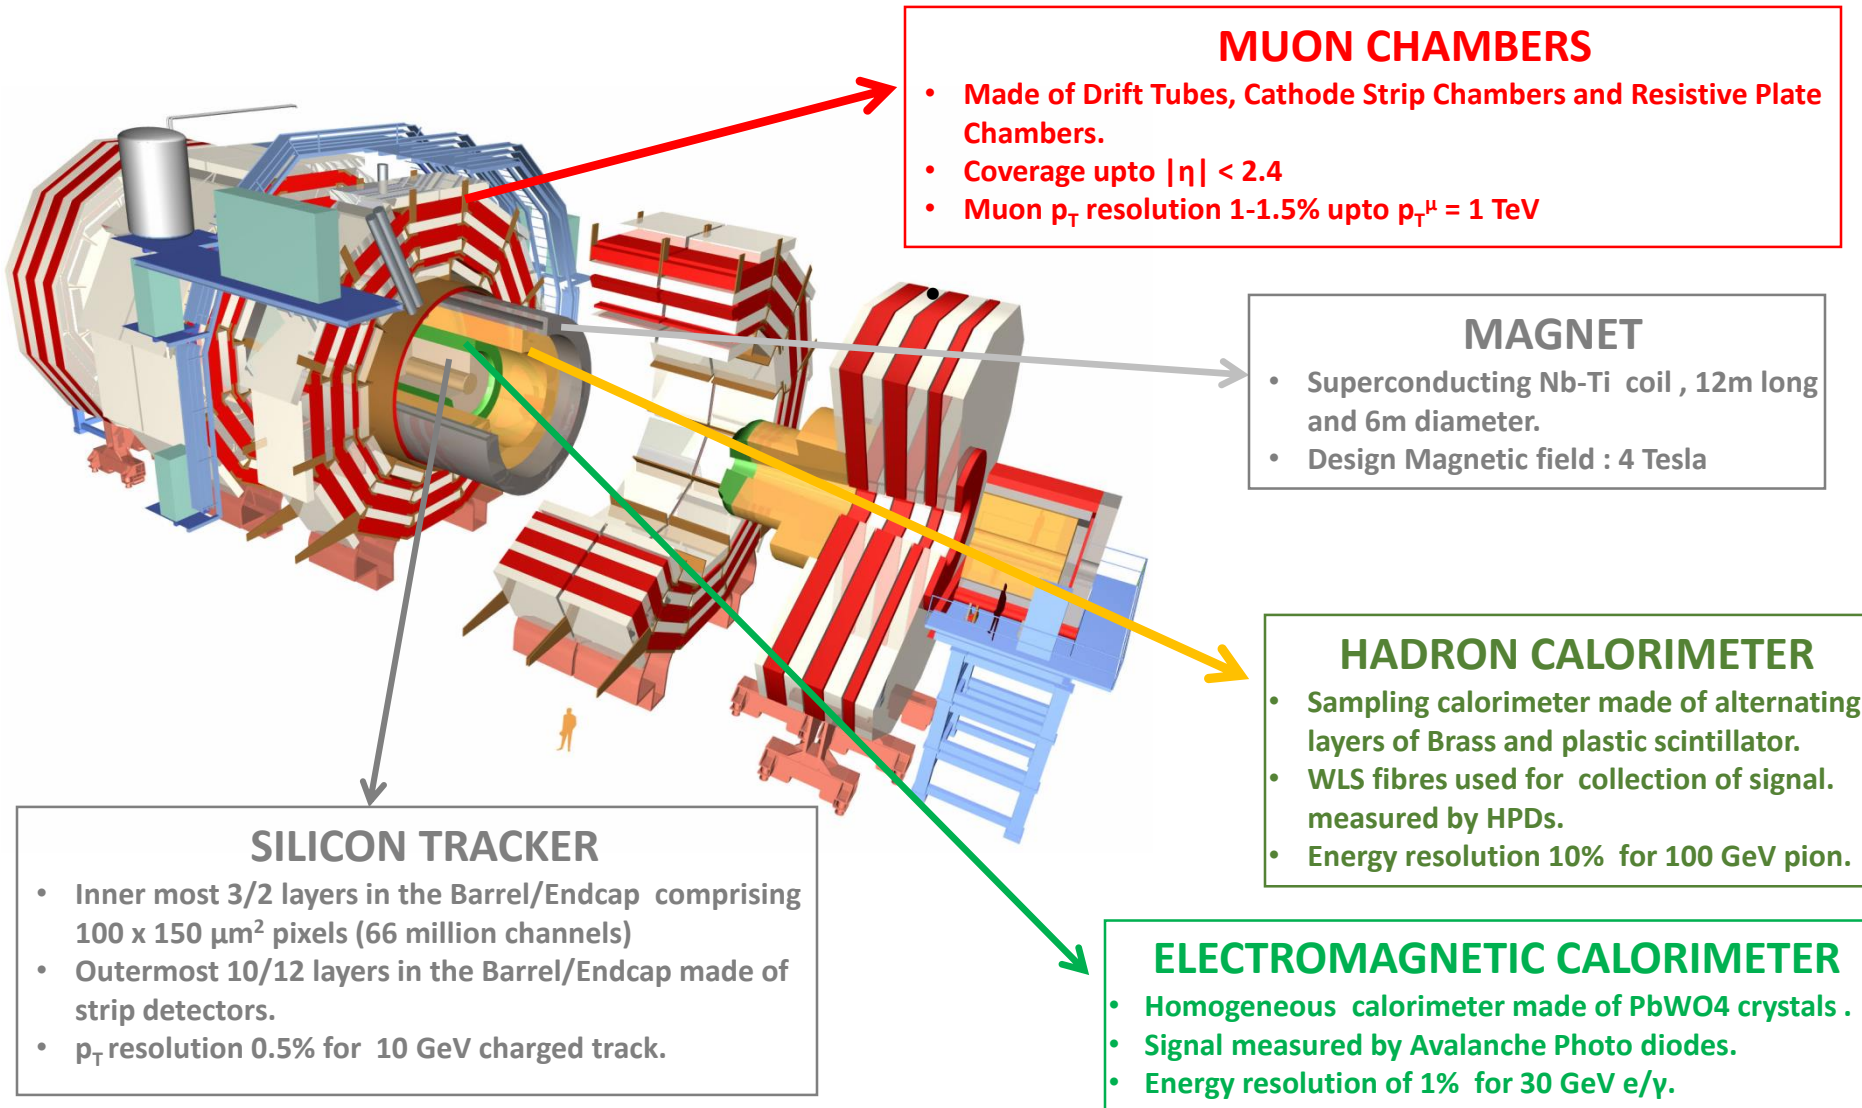 MUON CHAMBERS
• Made of Drift Tubes, Cathode Strip Chambers and Resistive Plate
Chambers.
• Coverage upto |η| < 2.4
• Muon pT resolution 1-1.5% upto pTμ = 1 TeV
MAGNET
• Superconducting Nb-Ti coil , 12m long
and 6m diameter.
• Design Magnetic field : 4 Tesla
HADRON CALORIMETER
• Sampling calorimeter made of alternating
layers of Brass and plastic scintillator.
• WLS fibres used for collection of signal.
measured by HPDs.
• Energy resolution 10% for 100 GeV pion.
SILICON TRACKER
• Inner most 3/2 layers in the Barrel/Endcap comprising
100 x 150 μm2 pixels (66 million channels)
• Outermost 10/12 layers in the Barrel/Endcap made of
strip detectors.
• pT resolution 0.5% for 10 GeV charged track.
ELECTROMAGNETIC CALORIMETER
• Homogeneous calorimeter made of PbWO4 crystals .
• Signal measured by Avalanche Photo diodes.
• Energy resolution of 1% for 30 GeV e/γ.